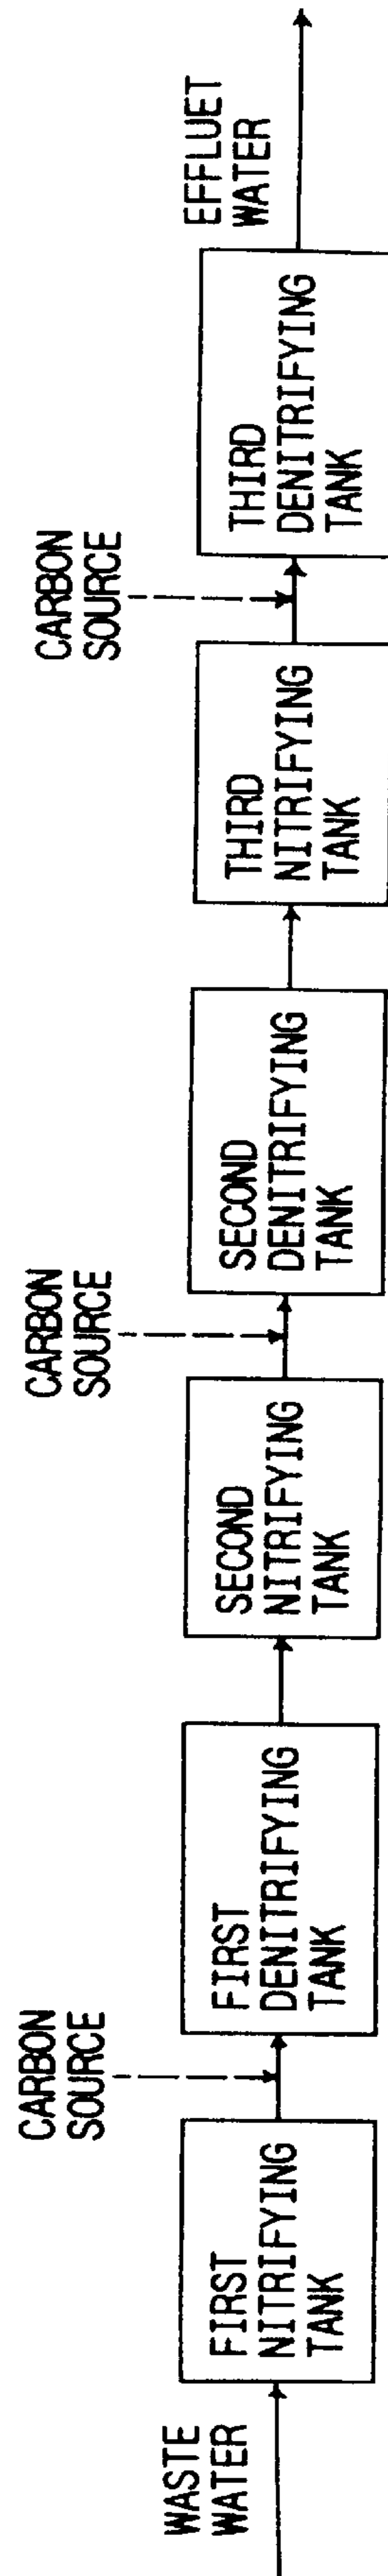 WASTE
WATER
FIRST
NITRIFYING
TANK
CARBON
SOURCE
FIRST
DENITRIFYING
TANK
SECOND
NITRIFYING
TANK
CARBON
SOURCE
SECOND
DENITRIFYING
TANK
THIRD
NITRIFYING
TANK
CARBON
SOURCE
THIRD
DENITRIFYING
TANK
EFFLUET
WATER